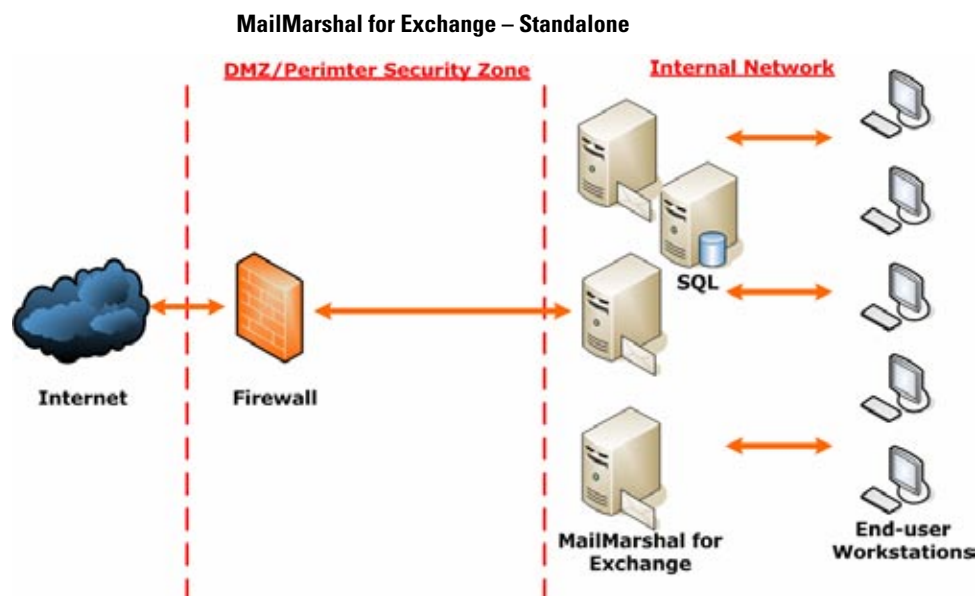 MailMarshal for Exchange – Standalone
DMZ/Perimter Security Zone
Internal Network
SQL
Internet
Firewall
MailMarshal for
Exchange
End-user
Workstations